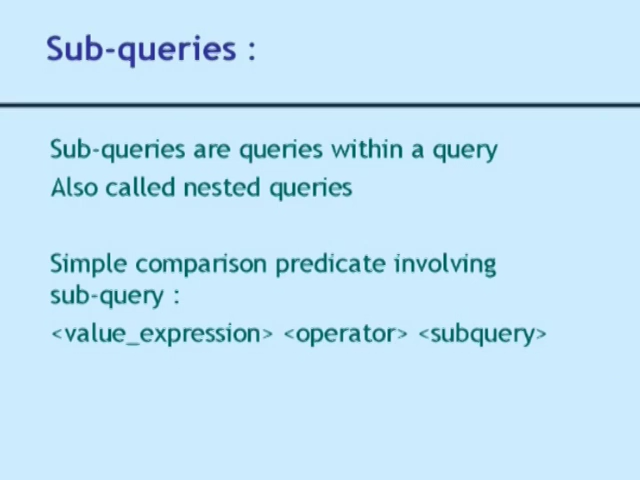 Sub-queries :
Sub-queries are queries within a query
Also called nested queries
Simple comparison predicate involving
sub-query :
<value_expression> <operator> <subquery>